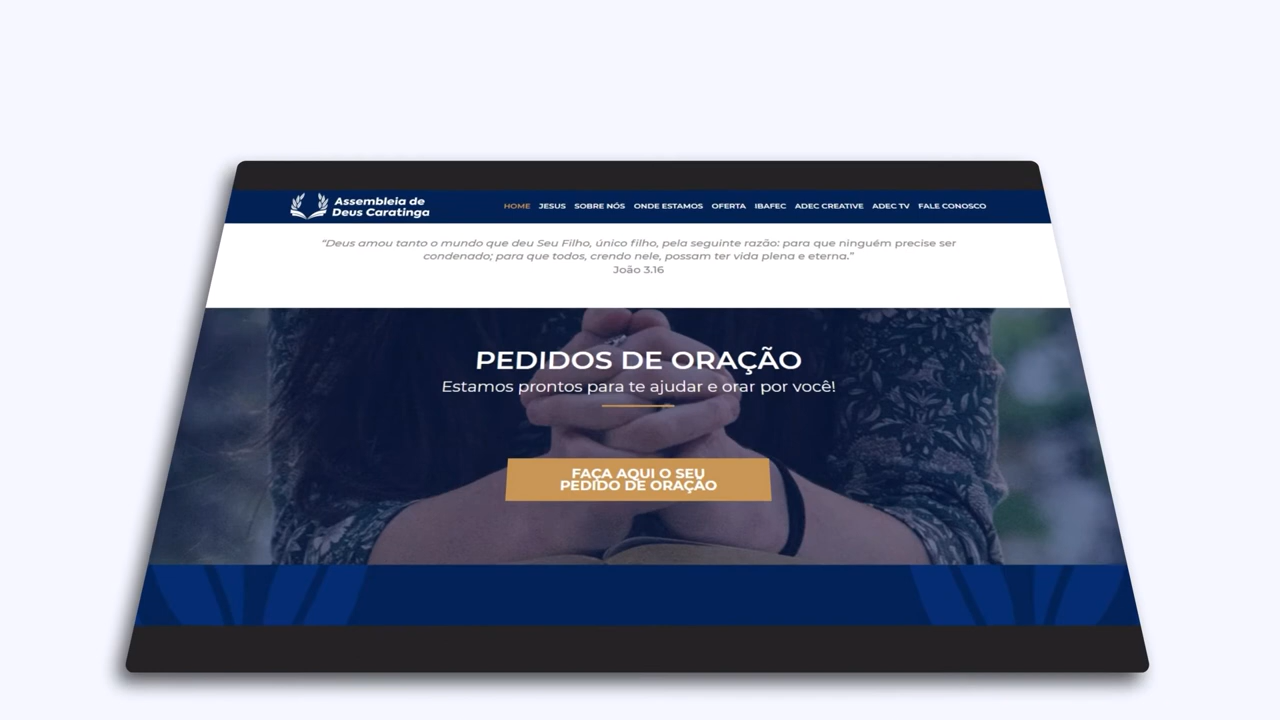 Assembleia de
Deus Caratinga
HOME JESUS SOBRE NÓS ONDE ESTAMOS OFERTA IBAFEC ADEC CREATIVE ADEC TV FALE CONOSCO
“Deus amou tanto o mundo que deu Seu Filho, único filho, pela seguinte razão: para que ninguém precise ser
condenado; para que todos, crendo nele, possam ter vida plena e eterna.”
João 3.16
PEDIDOS DE ORAÇÃO
Estamos prontos para te ajudar e orar por você!
FAÇA AQUI O SEU
PEDIDO DE ORAÇÃO